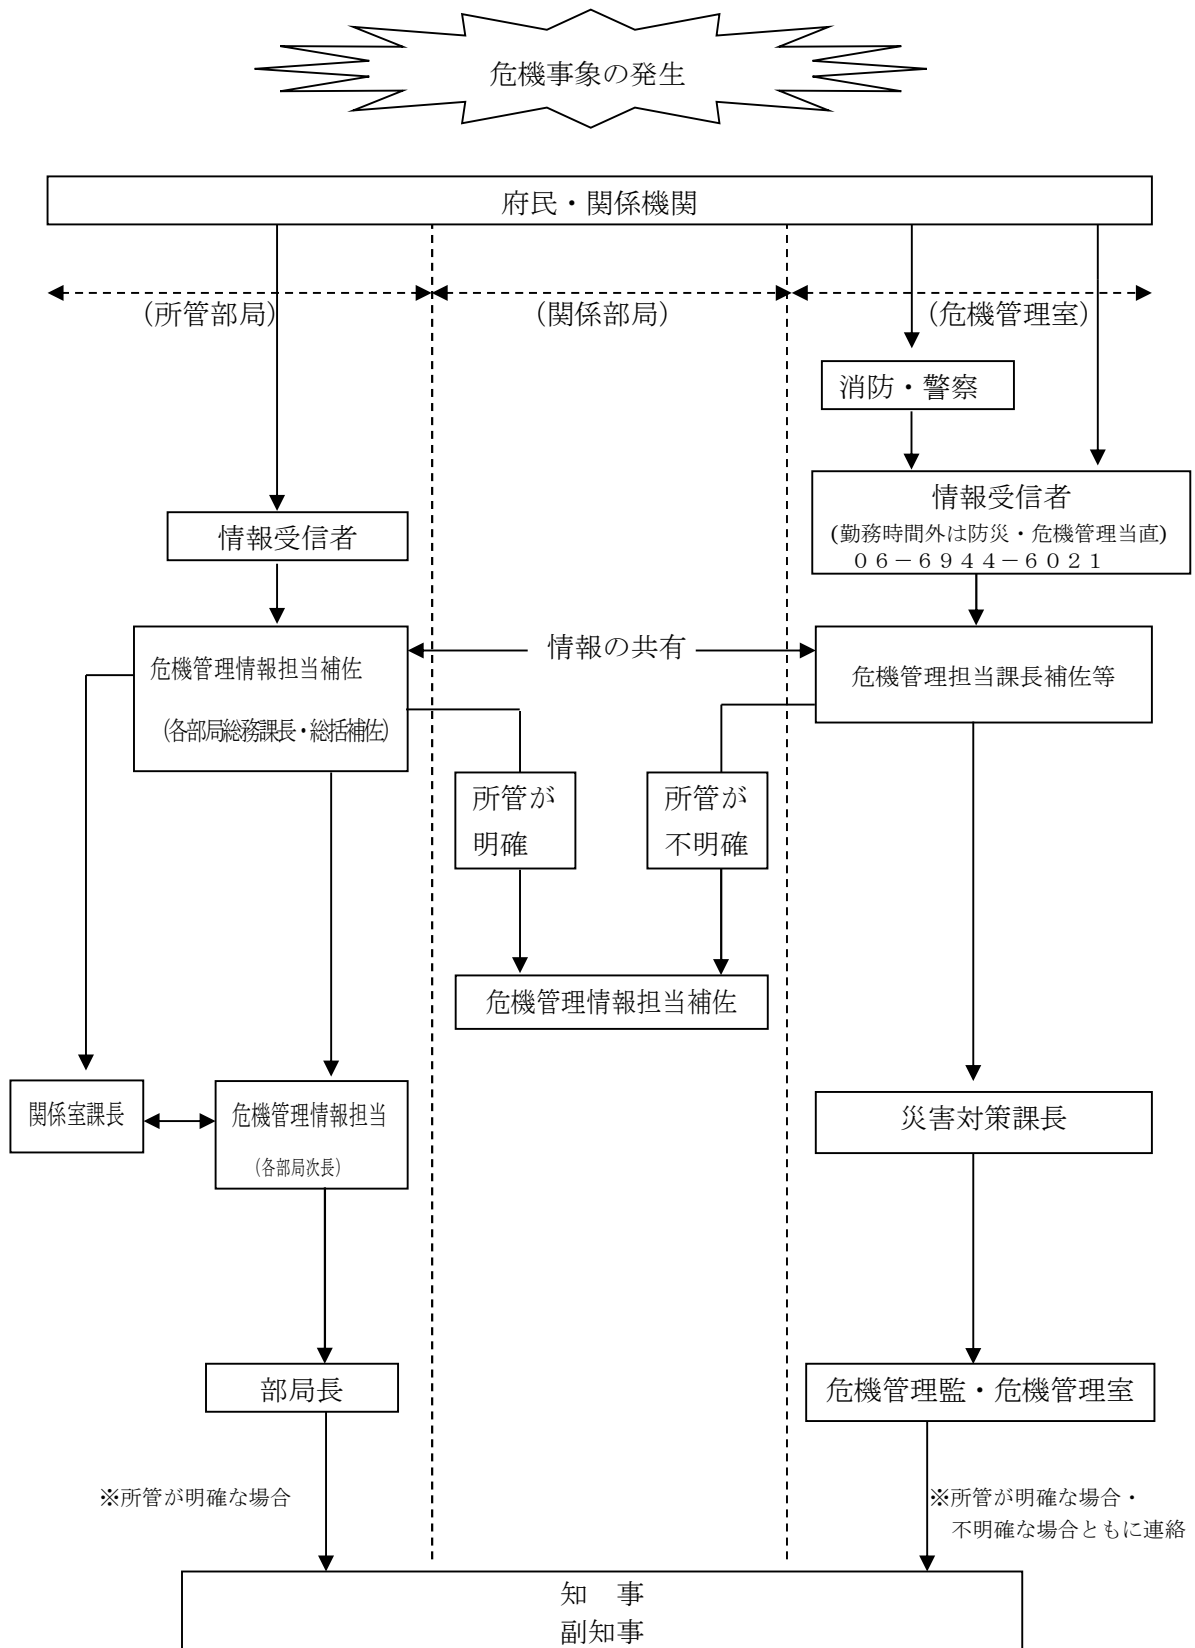 危機事象の発生
府民・関係機関
（所管部局）
（関係部局）
（危機管理室）
消防・警察
情報受信者
（勤務時間外は防災・危機管理当直）
０６－６９４４－６０２１
情報受信者
危機管理情報担当補佐
（各部局総務課長・総括補佐）
情報の共有
危機管理担当課長補佐等
所管が
明確
所管が
不明確
危機管理情報担当補佐
関係室課長
危機管理情報担当
（各部局次長）
災害対策課長
部局長
危機管理監・危機管理室
※所管が明確な場合
※所管が明確な場合・
不明確な場合ともに連絡
知　事
副知事